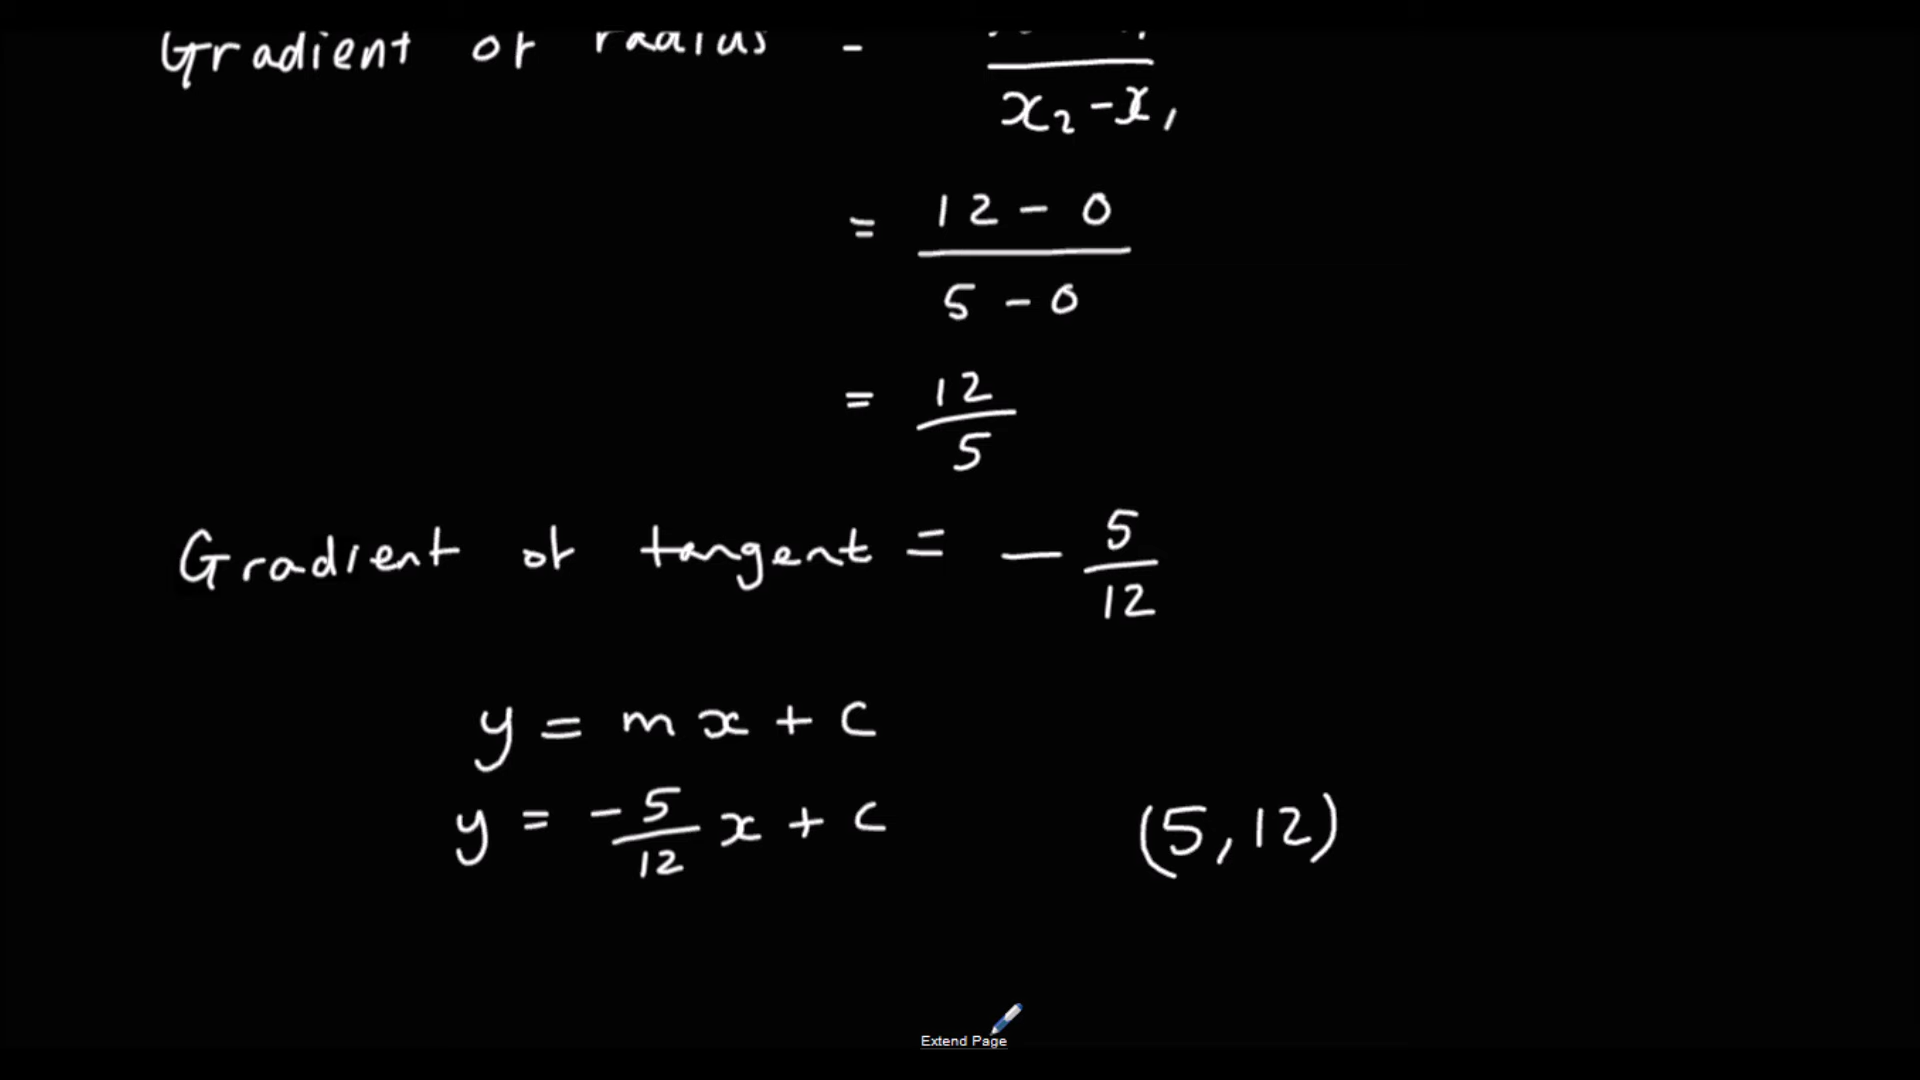 Gradient of radius - x₂ - x₁
= 12 - 0 / 5 - 0
= 12 / 5
Gradient of tangent = - 5 / 12
y = mx + c
y = - 5/12 x + c (5, 12)
Extend Page